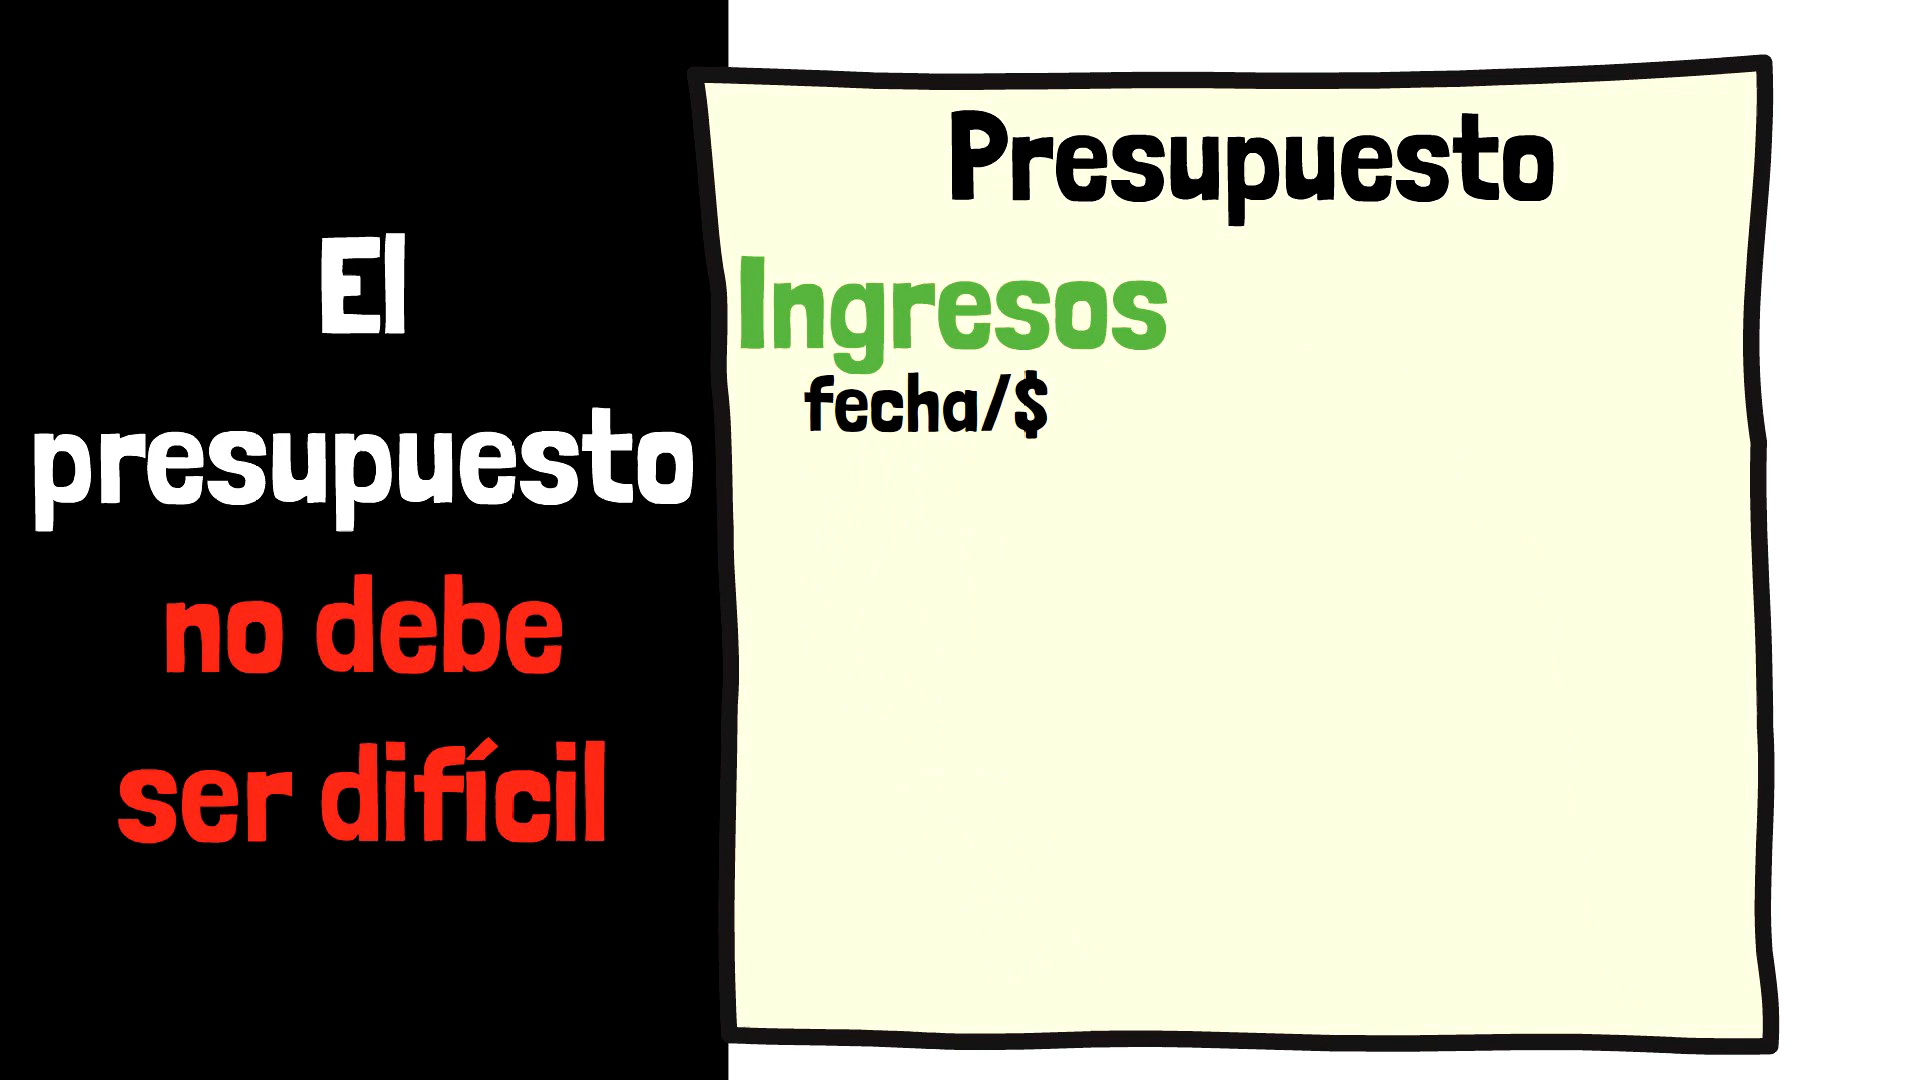 El
presupuesto
no debe
ser difícil
Presupuesto
Ingresos
fecha/$